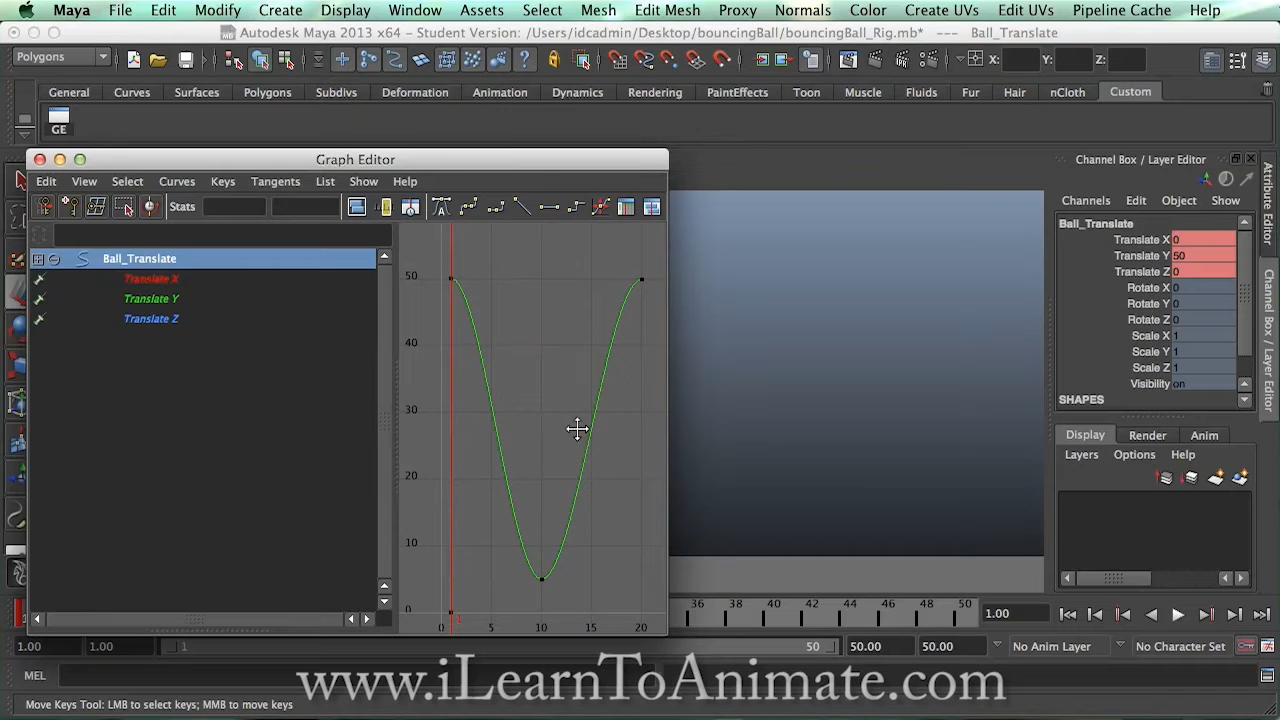 Maya File Edit Modify Create Display Window Assets Select Mesh Edit Mesh Proxy Normals Color Create UVs Edit UVs Pipeline Cache Help
Autodesk Maya 2013 x64 - Student Version: /Users/idcadmin/Desktop/bouncingBall/bouncingBall_Rig.mb* --- Ball_Translate
Polygons X: Y: Z:
General Curves Surfaces Polygons Subdivs Deformation Animation Dynamics Rendering PaintEffects Toon Muscle Fluids Fur Hair nCloth Custom
GE
Graph Editor
Channel Box / Layer Editor
Edit View Select Curves Keys Tangents List Show Help
Stats
Channels Edit Object Show
Ball_Translate
Translate X
Translate Y
Translate Z
50
40
30
20
10
0
0 1 5 10 15 20
Ball_Translate
Translate X 0
Translate Y 50
Translate Z 0
Rotate X 0
Rotate Y 0
Rotate Z 0
Scale X 1
Scale Y 1
Scale Z 1
Visibility on
SHAPES
Attribute Editor
Channel Box / Layer Editor
Display Render Anim
Layers Options Help
36 38 40 42 44 46 48 50 1.00
1.00 1.00 1 50 50.00 50.00 No Anim Layer No Character Set
MEL
www.iLearnToAnimate.com
Move Keys Tool: LMB to select keys; MMB to move keys